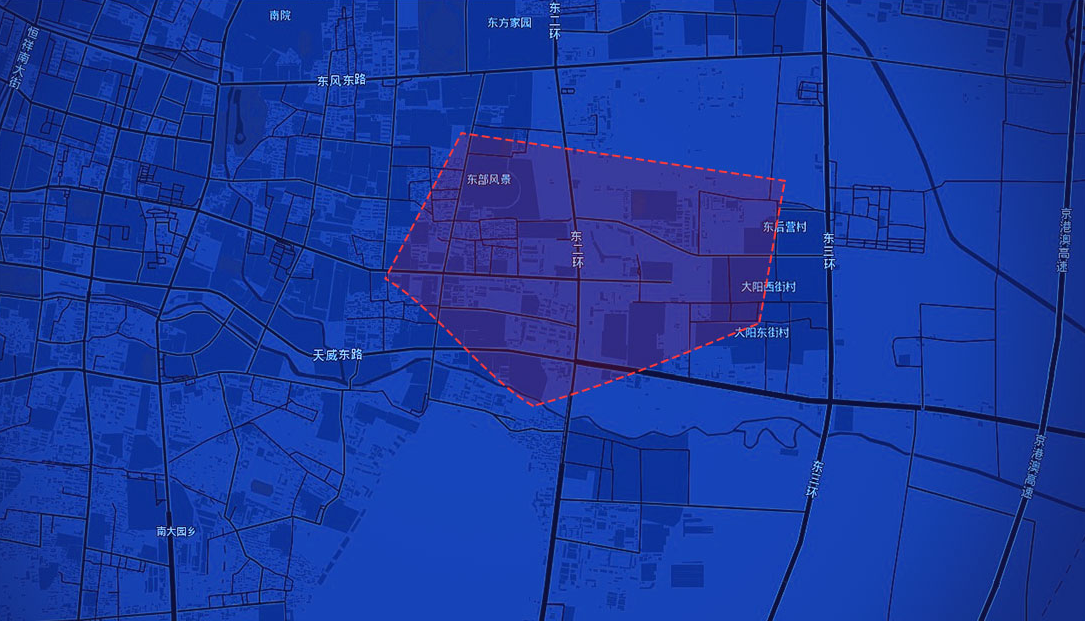 南院
东方家园
东二环
恒祥南大街
东风东路
东部风景
东后营村
京港澳高速
东二环
东三环
大阳西街村
大阳东街村
天威东路
京港澳高速
东三环
南大园乡